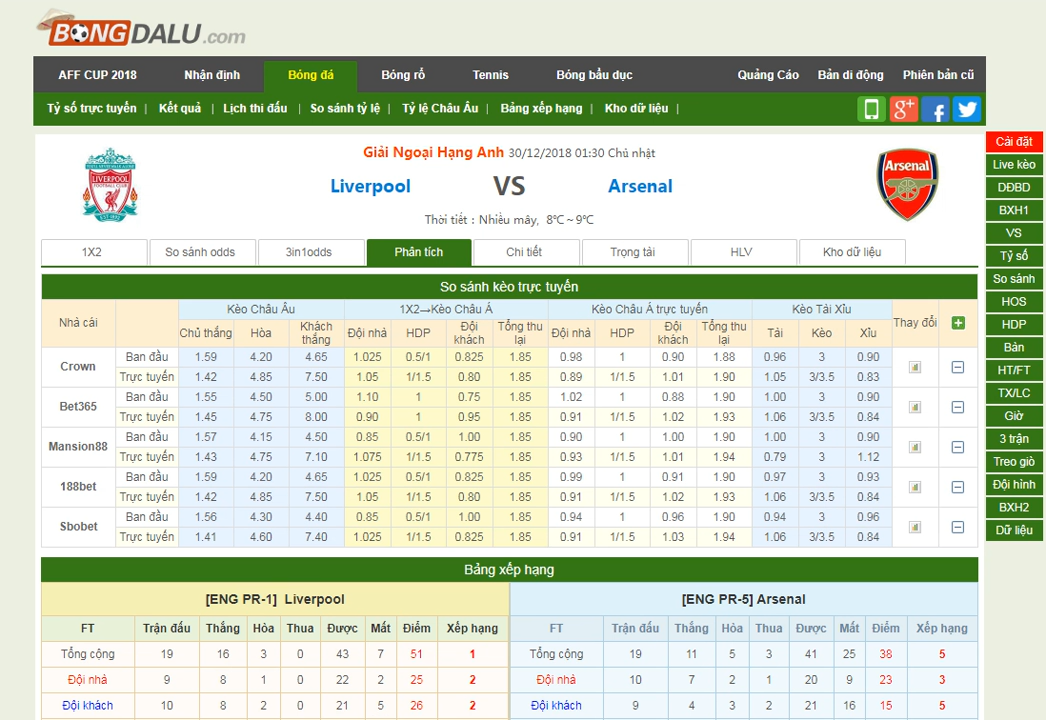 BONGDALU.com
AFF CUP 2018 Nhận định Bóng đá Bóng rổ Tennis Bóng bầu dục Quảng Cáo Bản di động Phiên bản cũ
Tỷ số trực tuyến | Kết quả | Lịch thi đấu | So sánh tỷ lệ | Tỷ lệ Châu Âu | Bảng xếp hạng | Kho dữ liệu |
Giải Ngoại Hạng Anh 30/12/2018 01:30 Chủ nhật
Liverpool VS Arsenal
Thời tiết : Nhiều mây, 8℃～9℃
LIVERPOOL
FOOTBALL CLUB
Arsenal
1X2 So sánh odds 3in1odds Phân tích Chi tiết Trọng tài HLV Kho dữ liệu
So sánh kèo trực tuyến
Nhà cái Kèo Châu Âu 1X2→Kèo Châu Á Kèo Châu Á trực tuyến Kèo Tài Xỉu Thay đổi
Chủ thắng Hòa Khách thắng Đội nhà HDP Đội khách Tổng thu lại Đội nhà HDP Đội khách Tổng thu lại Tài Kèo Xỉu
Crown Ban đầu 1.59 4.20 4.65 1.025 0.5/1 0.825 1.85 0.98 1 0.90 1.88 0.96 3 0.90
Trực tuyến 1.42 4.85 7.50 1.05 1/1.5 0.80 1.85 0.89 1/1.5 1.01 1.90 1.05 3/3.5 0.83
Bet365 Ban đầu 1.55 4.50 5.00 1.10 1 0.75 1.85 1.02 1 0.88 1.90 1.00 3 0.90
Trực tuyến 1.45 4.75 8.00 0.90 1 0.95 1.85 0.91 1/1.5 1.02 1.93 1.06 3/3.5 0.84
Mansion88 Ban đầu 1.57 4.15 4.50 0.85 0.5/1 1.00 1.85 0.90 1 1.00 1.90 1.00 3 0.90
Trực tuyến 1.43 4.75 7.10 1.075 1/1.5 0.775 1.85 0.93 1/1.5 1.01 1.94 0.79 3 1.12
188bet Ban đầu 1.59 4.20 4.65 1.025 0.5/1 0.825 1.85 0.99 1 0.91 1.90 0.97 3 0.93
Trực tuyến 1.42 4.85 7.50 1.05 1/1.5 0.80 1.85 0.91 1/1.5 1.02 1.93 1.06 3/3.5 0.84
Sbobet Ban đầu 1.56 4.30 4.40 0.85 0.5/1 1.00 1.85 0.94 1 0.96 1.90 0.94 3 0.96
Trực tuyến 1.41 4.60 7.40 1.025 1/1.5 0.825 1.85 0.91 1/1.5 1.03 1.94 1.06 3/3.5 0.84
Bảng xếp hạng
[ENG PR-1] Liverpool [ENG PR-5] Arsenal
FT Trận đấu Thắng Hòa Thua Được Mất Điểm Xếp hạng FT Trận đấu Thắng Hòa Thua Được Mất Điểm Xếp hạng
Tổng cộng 19 16 3 0 43 7 51 1 Tổng cộng 19 11 5 3 41 25 38 5
Đội nhà 9 8 1 0 22 2 25 2 Đội nhà 10 7 2 1 20 9 23 3
Đội khách 10 8 2 0 21 5 26 2 Đội khách 9 4 3 2 21 16 15 5
Cài đặt
Live kèo
DĐBD
BXH1
VS
Tỷ số
So sánh
HOS
HDP
Bàn
HT/FT
TX/LC
Giờ
3 trận
Treo giò
Đội hình
BXH2
Dữ liệu